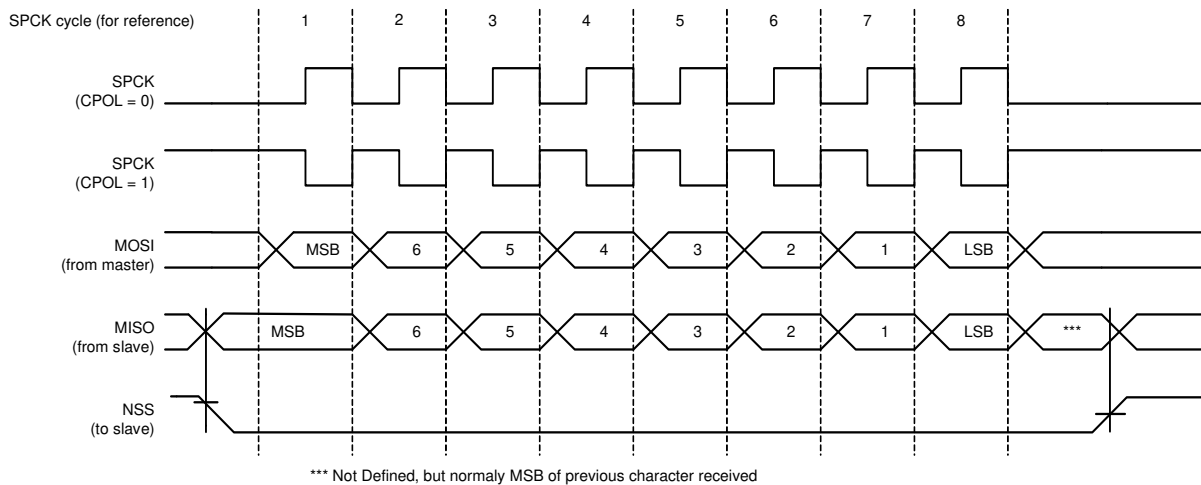 SPCK cycle (for reference) 1 2 3 4 5 6 7 8
SPCK
(CPOL = 0)
SPCK
(CPOL = 1)
MOSI
(from master)
MSB 6 5 4 3 2 1 LSB
MISO
(from slave)
MSB 6 5 4 3 2 1 LSB ***
NSS
(to slave)
*** Not Defined, but normaly MSB of previous character received